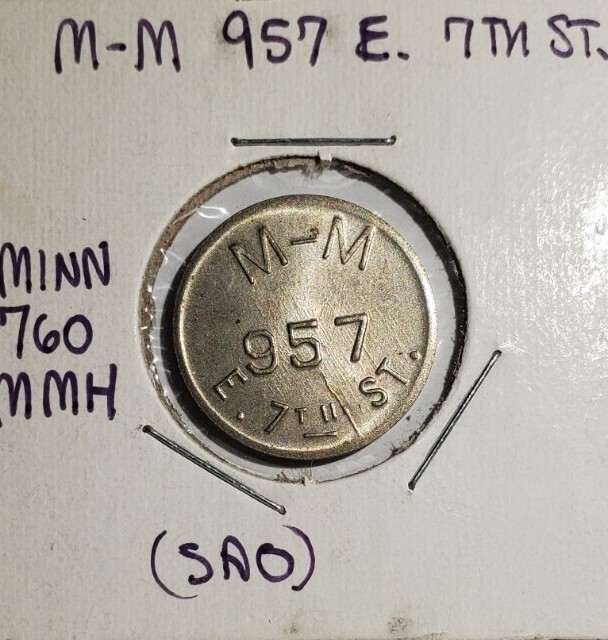 M-M 957 E. 7TH ST.
MINN
760
MMH
M-M
957
E. 7TH ST.
(SAO)